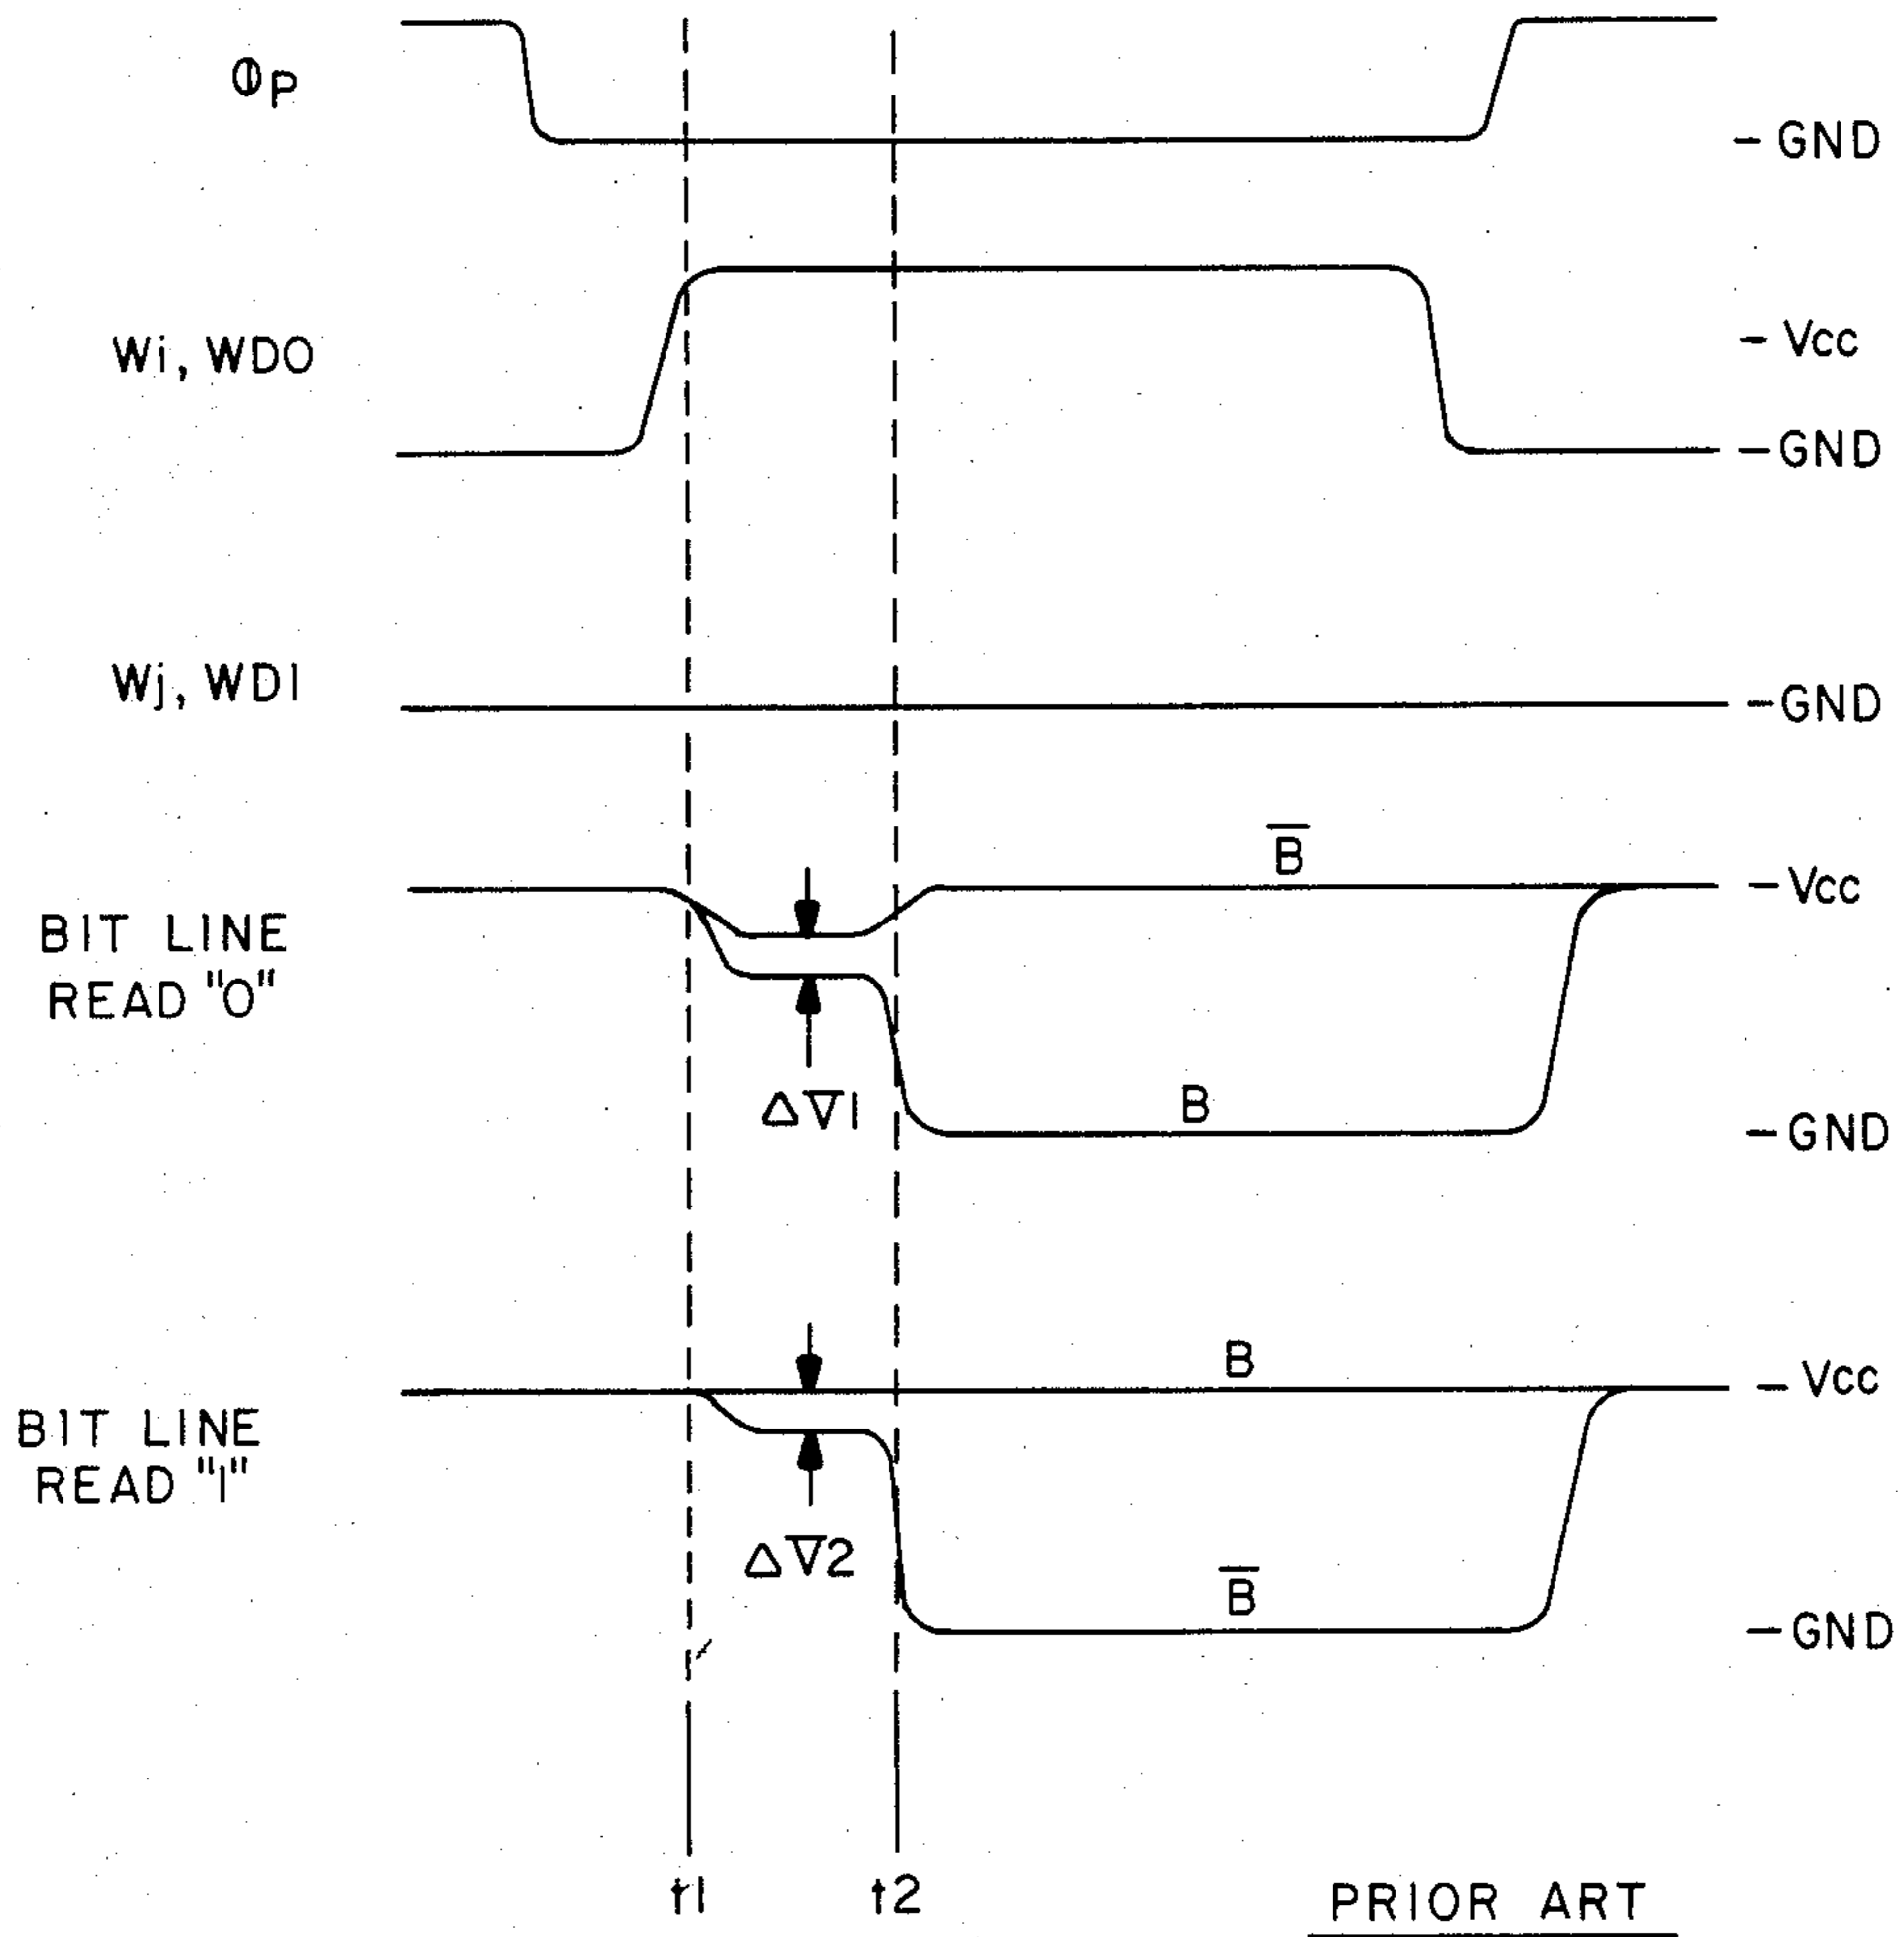 ΦP
- GND
Wi, WD0
- Vcc
- GND
Wj, WD1
- GND
B̅
- Vcc
BIT LINE
READ "0"
ΔV1
B
- GND
B
- Vcc
BIT LINE
READ "1"
ΔV2
B̅
- GND
t1
t2
PRIOR ART